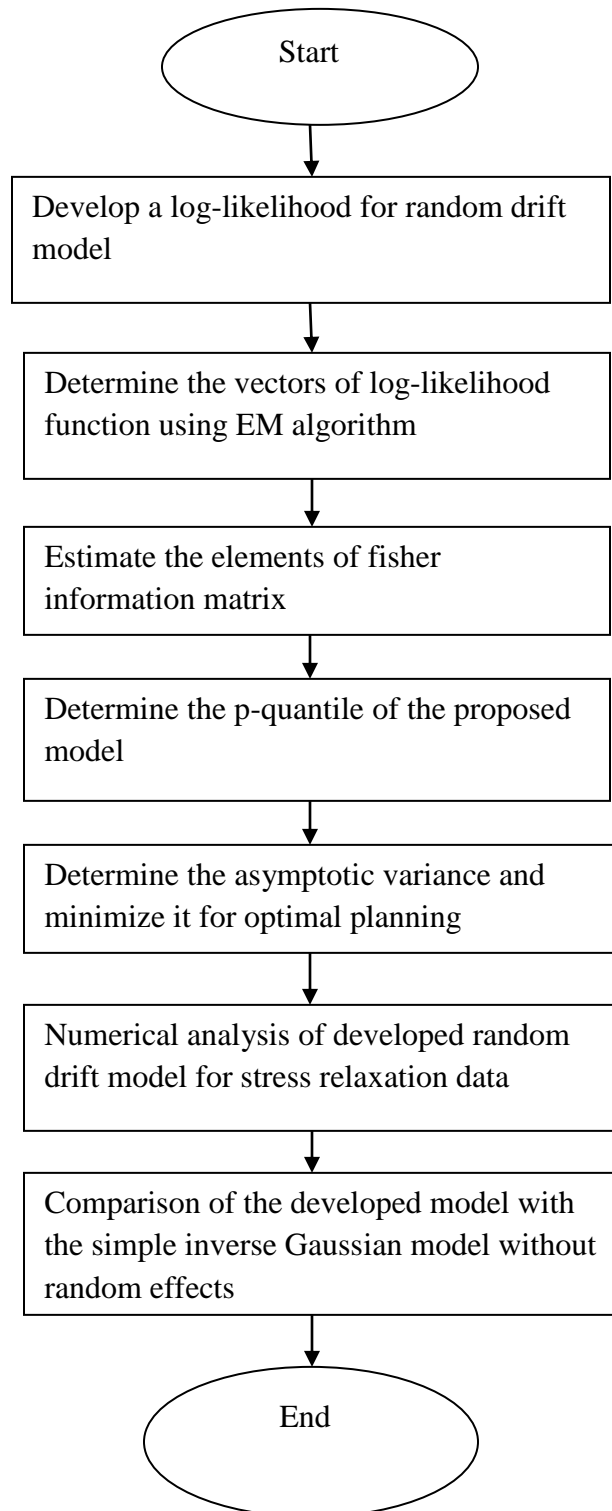 Start
Develop a log-likelihood for random drift
model
Determine the vectors of log-likelihood
function using EM algorithm
Estimate the elements of fisher
information matrix
Determine the p-quantile of the proposed
model
Determine the asymptotic variance and
minimize it for optimal planning
Numerical analysis of developed random
drift model for stress relaxation data
Comparison of the developed model with
the simple inverse Gaussian model without
random effects
End